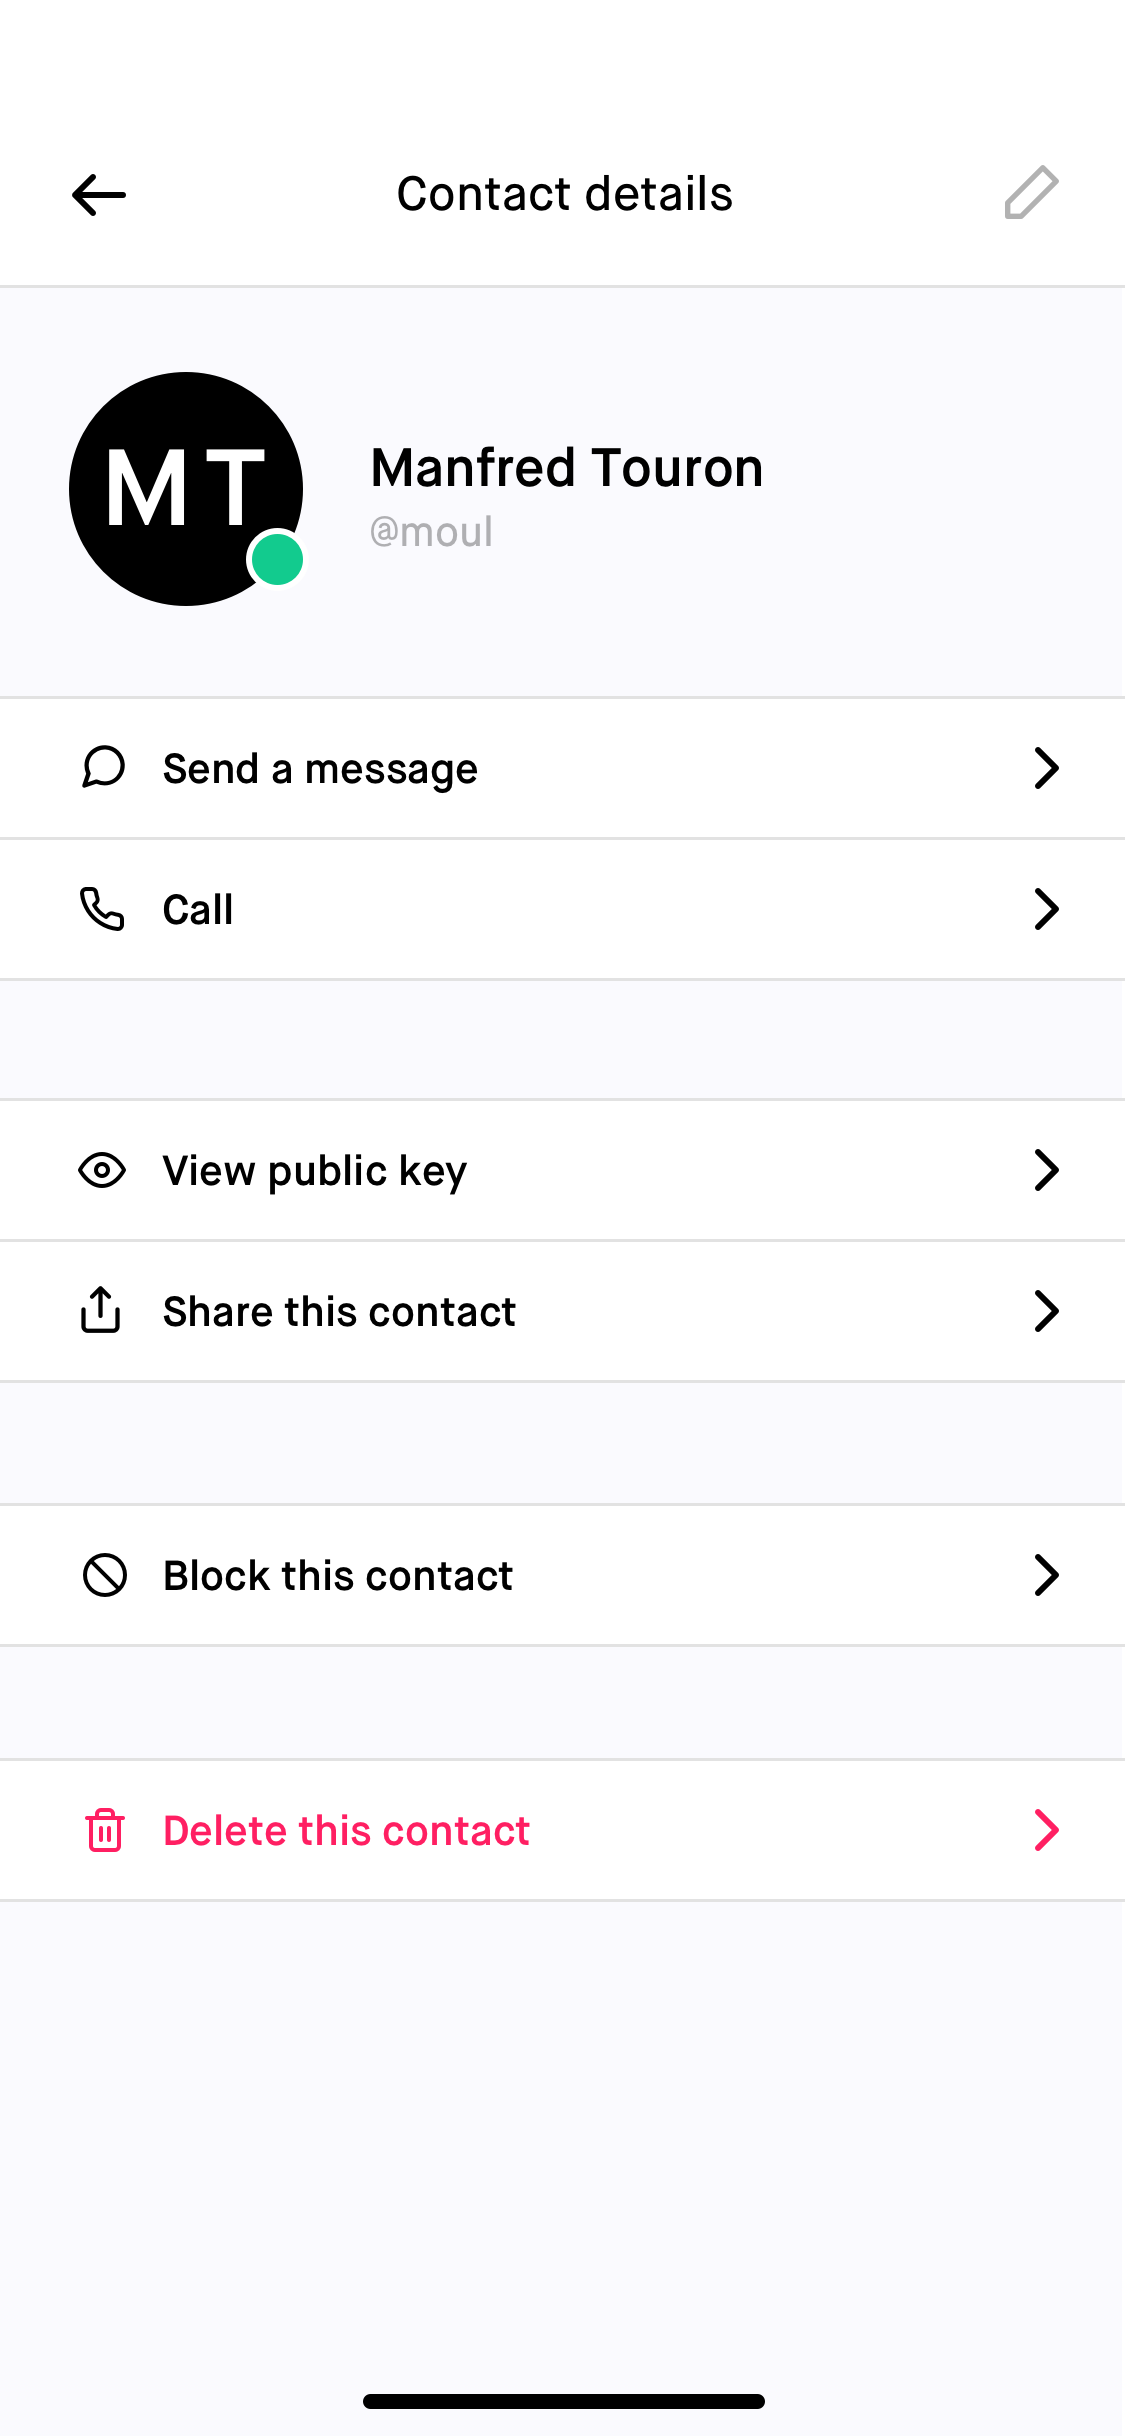 Contact details
MT
Manfred Touron
@moul
Send a message
Call
View public key
Share this contact
Block this contact
Delete this contact